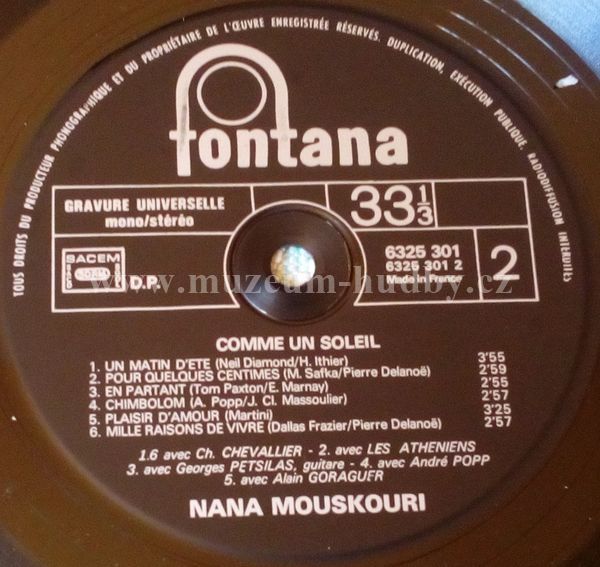 TOUS DROITS DU PRODUCTEUR PHONOGRAPHIQUE ET DU PROPRIÉTAIRE DE L'ŒUVRE ENREGISTRÉE RÉSERVÉS. DUPLICATION, EXÉCUTION PUBLIQUE, RADIODIFFUSION INTERDITES
fontana
GRAVURE UNIVERSELLE
mono/stéréo
33 1/3
SACEM
SDRM
D.P.
6325 301
6325 301 2
Made in France
2
www.muzeum-hudby.cz
COMME UN SOLEIL
1. UN MATIN D'ETE (Neil Diamond/H. Ithier) 3'55
2. POUR QUELQUES CENTIMES (M. Safka/Pierre Delanoë) 2'59
3. EN PARTANT (Tom Paxton/E. Marnay) 2'55
4. CHIMBOLOM (A. Popp/J. Cl. Massoulier) 2'57
5. PLAISIR D'AMOUR (Martini) 3'25
6. MILLE RAISONS DE VIVRE (Dallas Frazier/Pierre Delanoë) 2'57
1.6 avec Ch. CHEVALLIER - 2. avec LES ATHENIENS
3. avec Georges PETSILAS, guitare - 4. avec André POPP
5. avec Alain GORAGUER
NANA MOUSKOURI